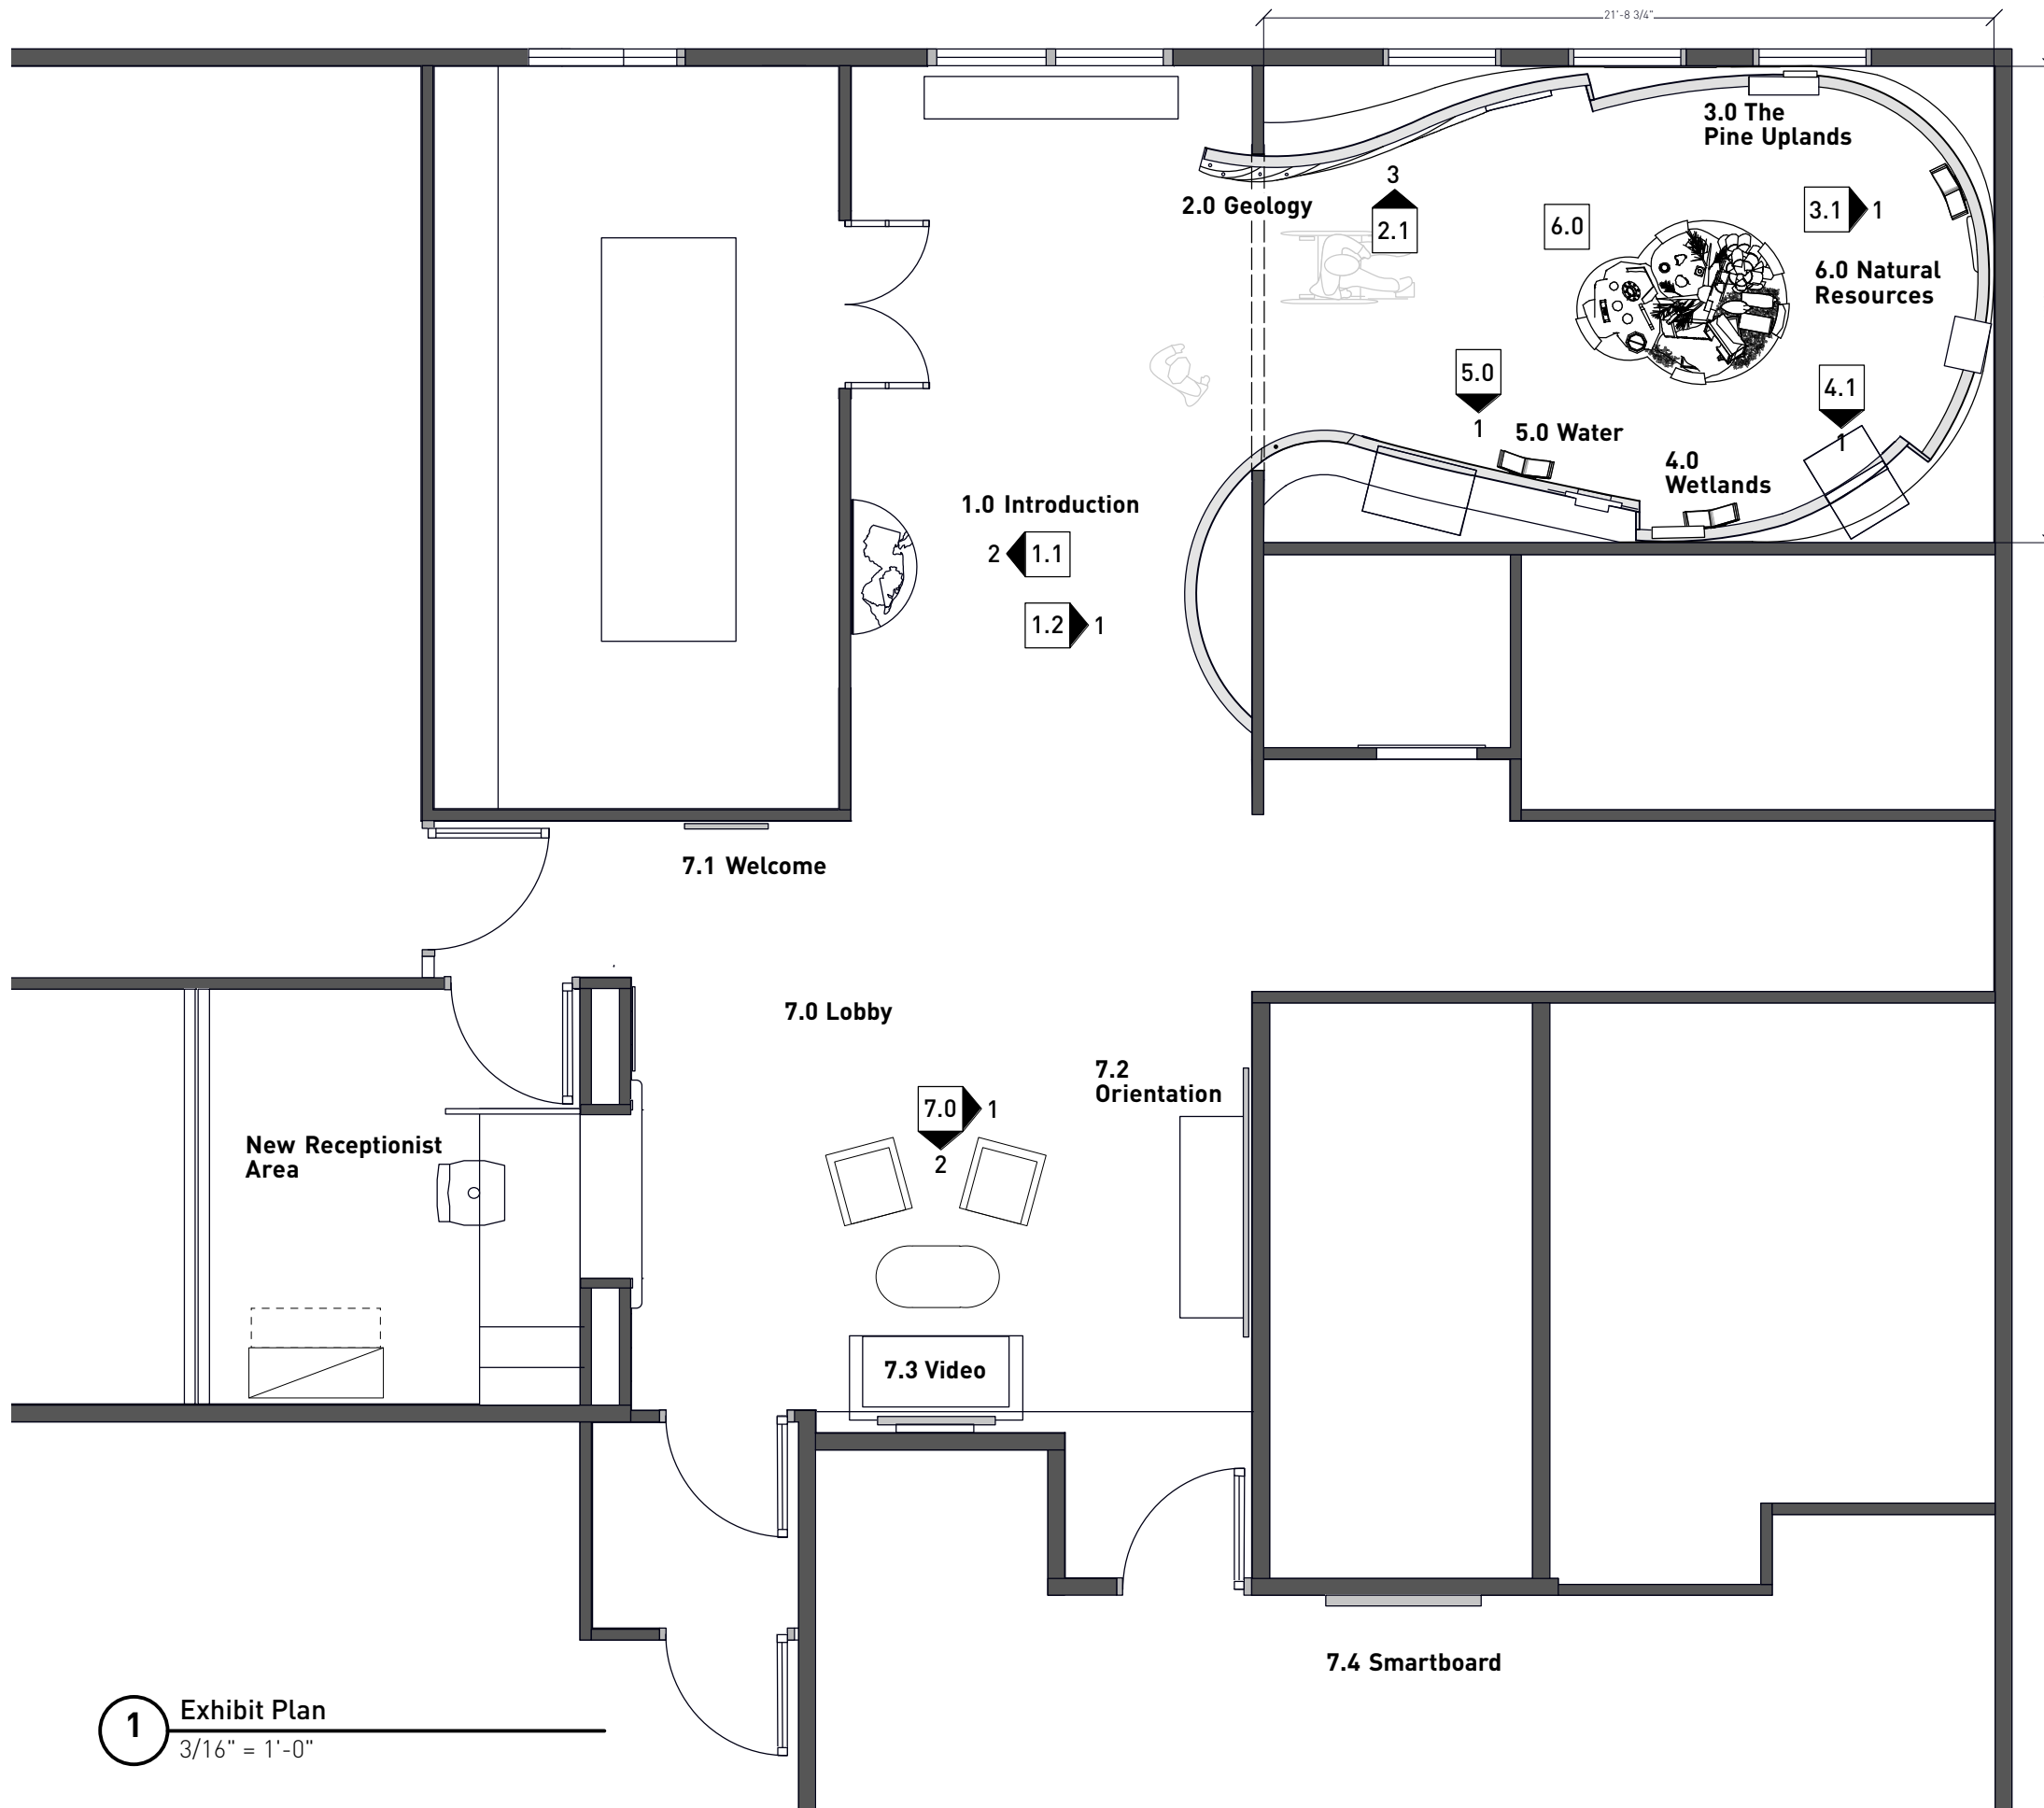 21'-8 3/4"
3.0 The
Pine Uplands
3
2.1
2.0 Geology
6.0
3.1
1
6.0 Natural
Resources
5.0
1
4.1
1
5.0 Water
4.0
Wetlands
1.0 Introduction
2
1.1
1.2
1
7.1 Welcome
7.0 Lobby
7.2
Orientation
7.0
1
2
New Receptionist
Area
7.3 Video
7.4 Smartboard
1
Exhibit Plan
3/16" = 1'-0"